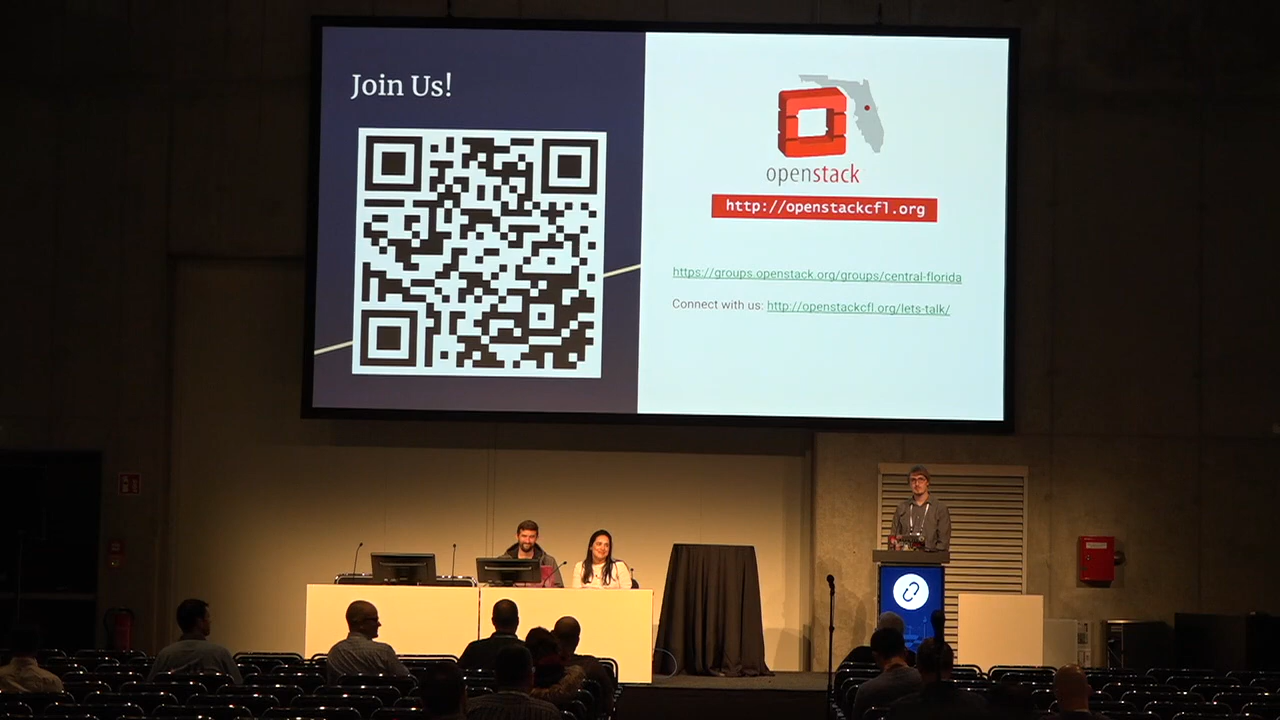 Join Us!
openstack
http://openstackcfl.org
https://groups.openstack.org/groups/central-florida
Connect with us: http://openstackcfl.org/lets-talk/